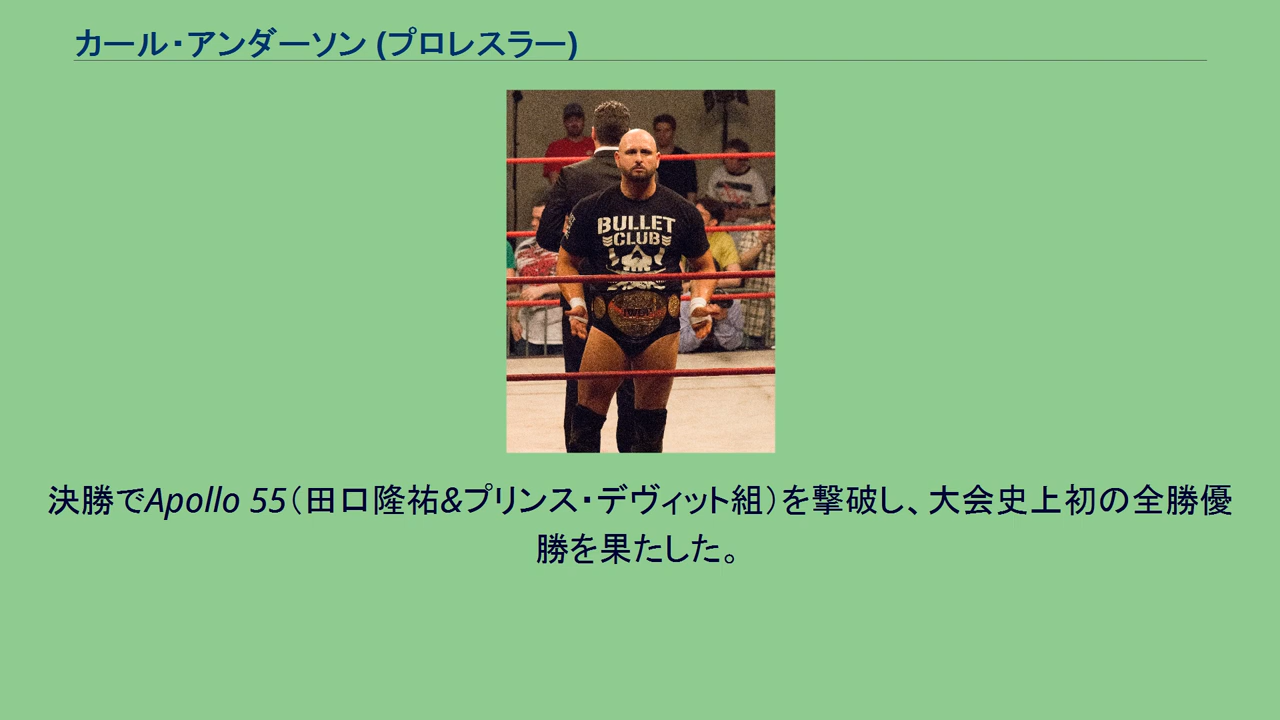 カール・アンダーソン (プロレスラー)
BULLET
CLUB
決勝でApollo 55（田口隆祐&プリンス・デヴィット組）を撃破し、大会史上初の全勝優
勝を果たした。